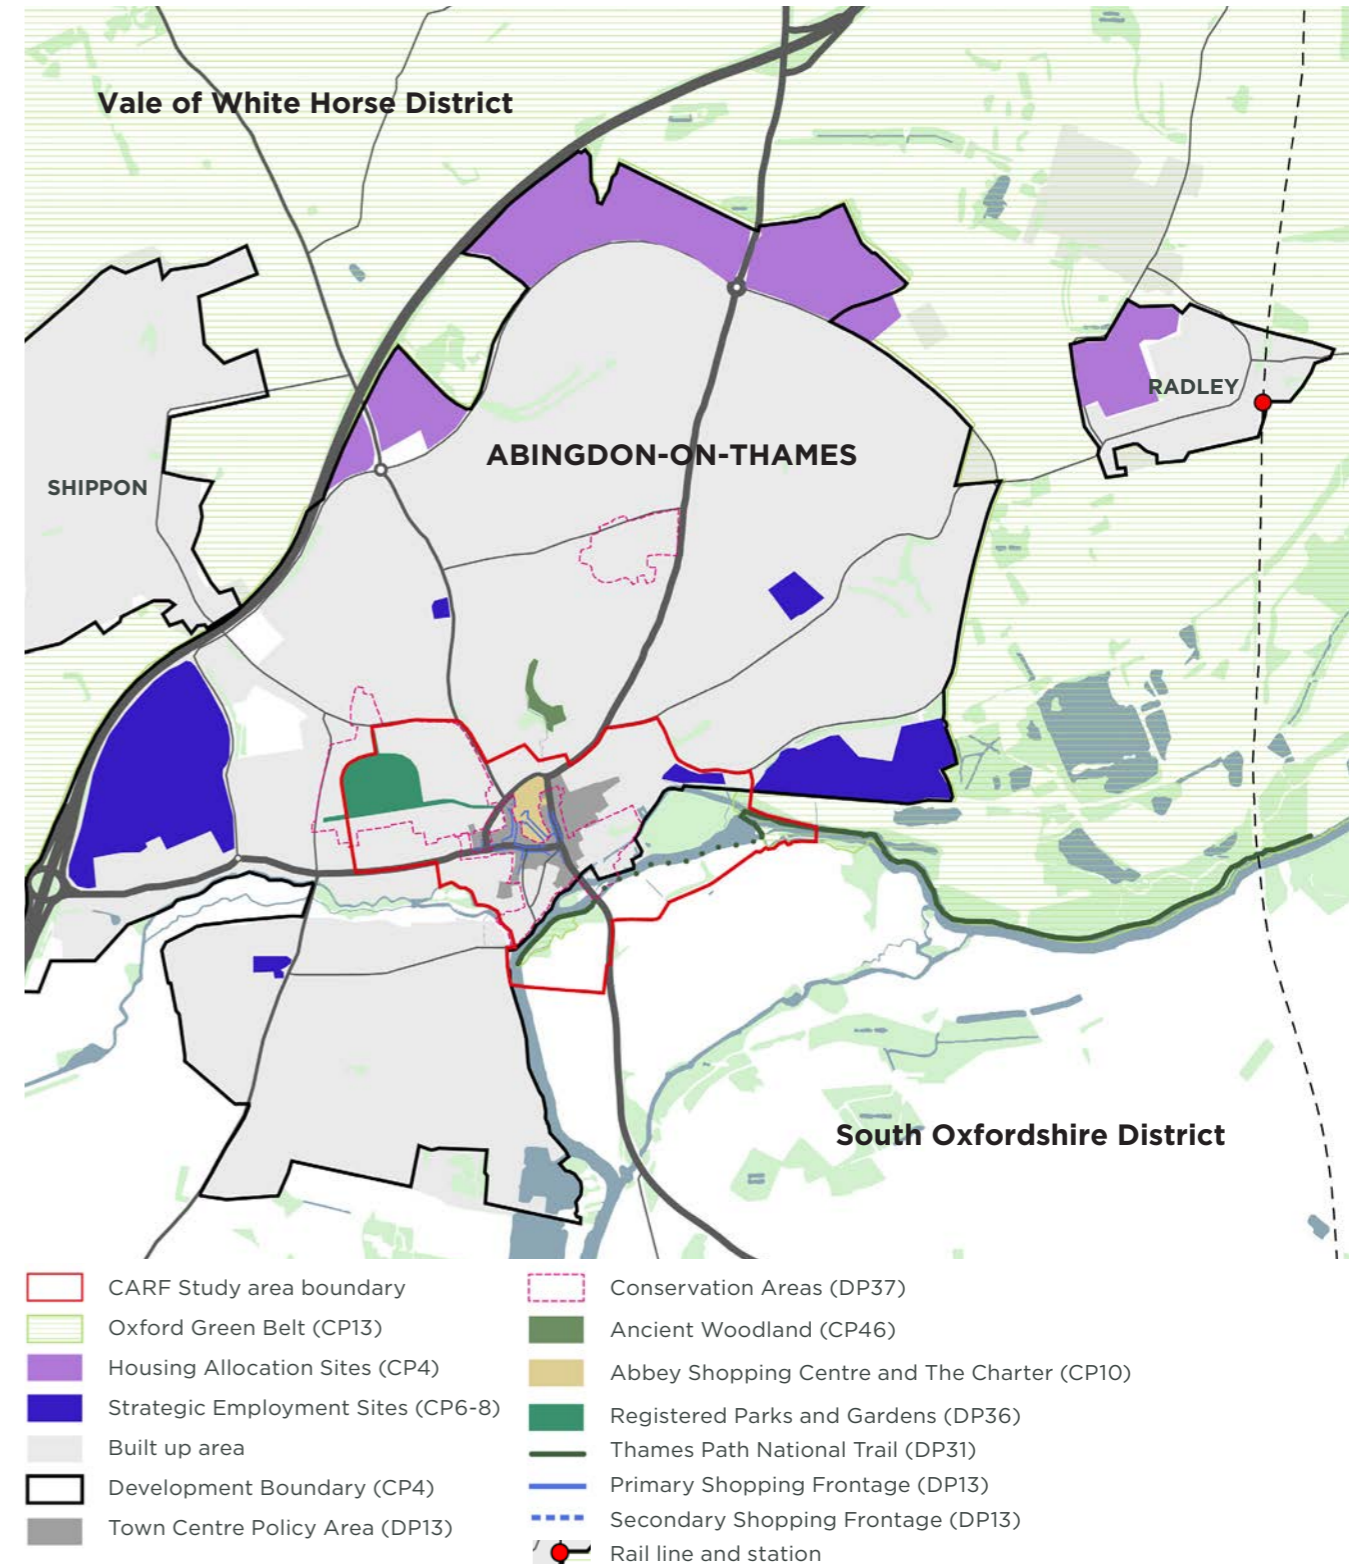 Vale of White Horse District
RADLEY
ABINGDON-ON-THAMES
SHIPPON
South Oxfordshire District
CARF Study area boundary
Oxford Green Belt (CP13)
Housing Allocation Sites (CP4)
Strategic Employment Sites (CP6-8)
Built up area
Development Boundary (CP4)
Town Centre Policy Area (DP13)
Conservation Areas (DP37)
Ancient Woodland (CP46)
Abbey Shopping Centre and The Charter (CP10)
Registered Parks and Gardens (DP36)
Thames Path National Trail (DP31)
Primary Shopping Frontage (DP13)
Secondary Shopping Frontage (DP13)
Rail line and station